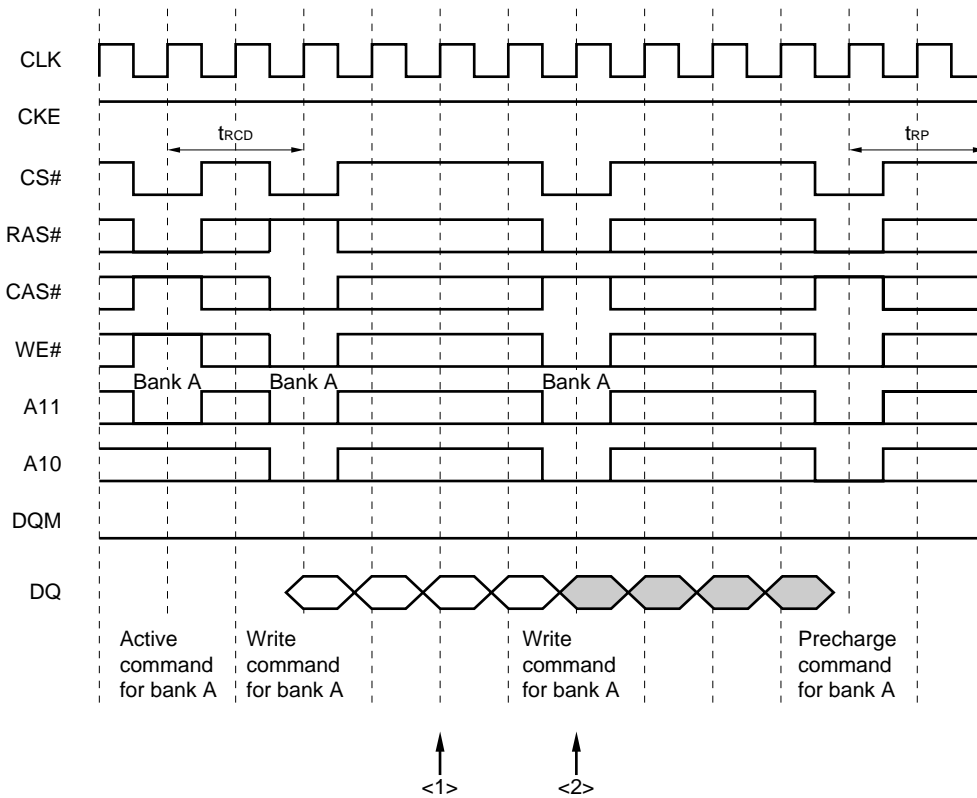 CLK
CKE
tRCD
tRP
CS#
RAS#
CAS#
WE#
Bank A
Bank A
Bank A
A11
A10
DQM
DQ
Active
command
for bank A
Write
command
for bank A
Write
command
for bank A
Precharge
command
for bank A
<1>
<2>